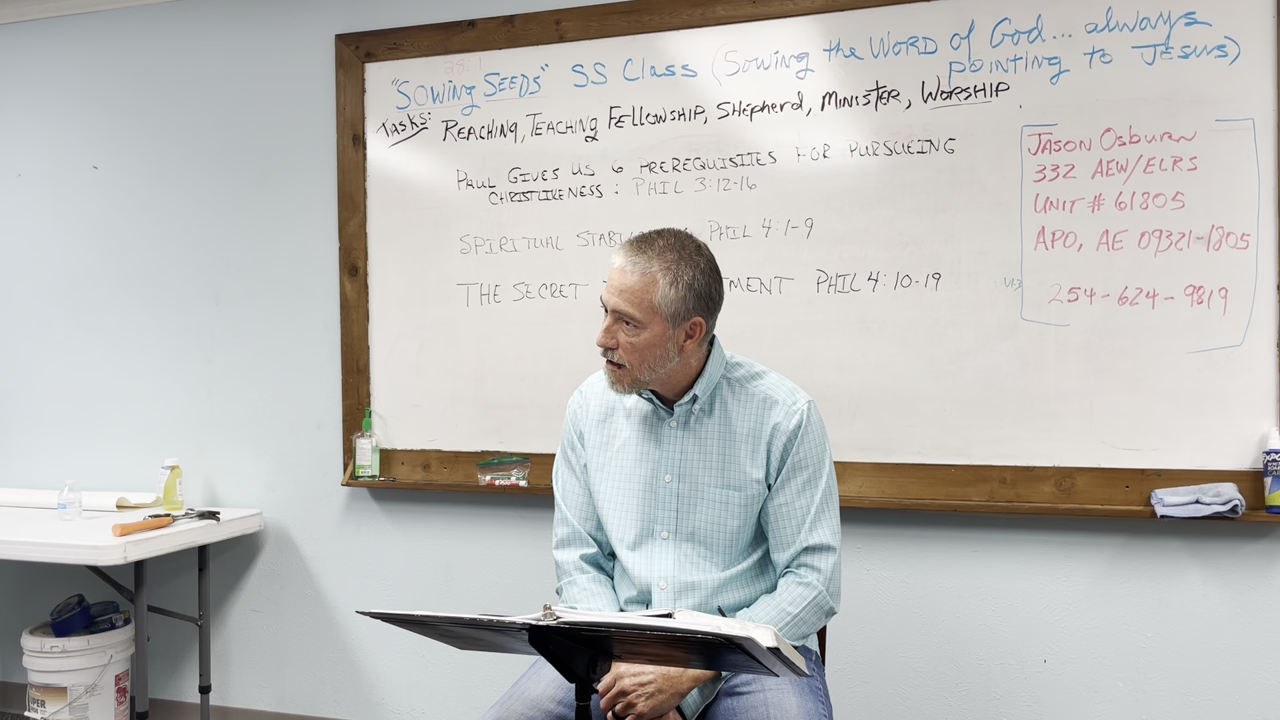 "SOWING SEEDS" SS Class (Sowing the WORD of God... always
pointing to JESUS)
TASKS: REACHING, TEACHING FELLOWSHIP, SHepherd, MINISTER, WORSHIP
PAUL GIVES US 6 PREREQUISITES FOR PURSUEING
CHRISTLIKENESS : PHIL 3:12-16
SPIRITUAL PHIL 4:1-9
THE SECRET TMENT PHIL 4:10-19
JASON Osburn
332 AEW/ELRS
UNIT # 61805
APO, AE 09321-1805
254-624-9819